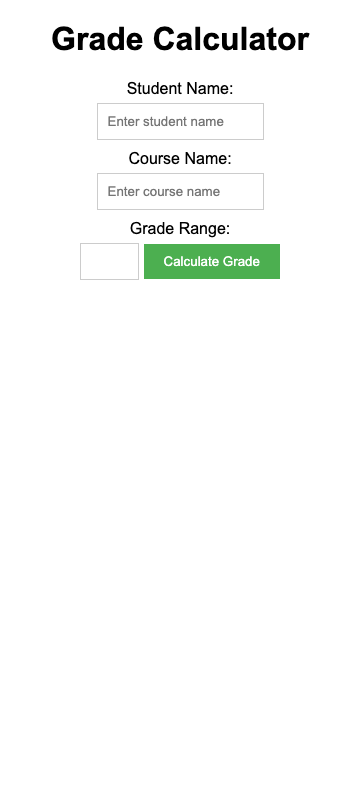 Grade Calculator
Student Name:
Enter student name
Course Name:
Enter course name
Grade Range:
Calculate Grade